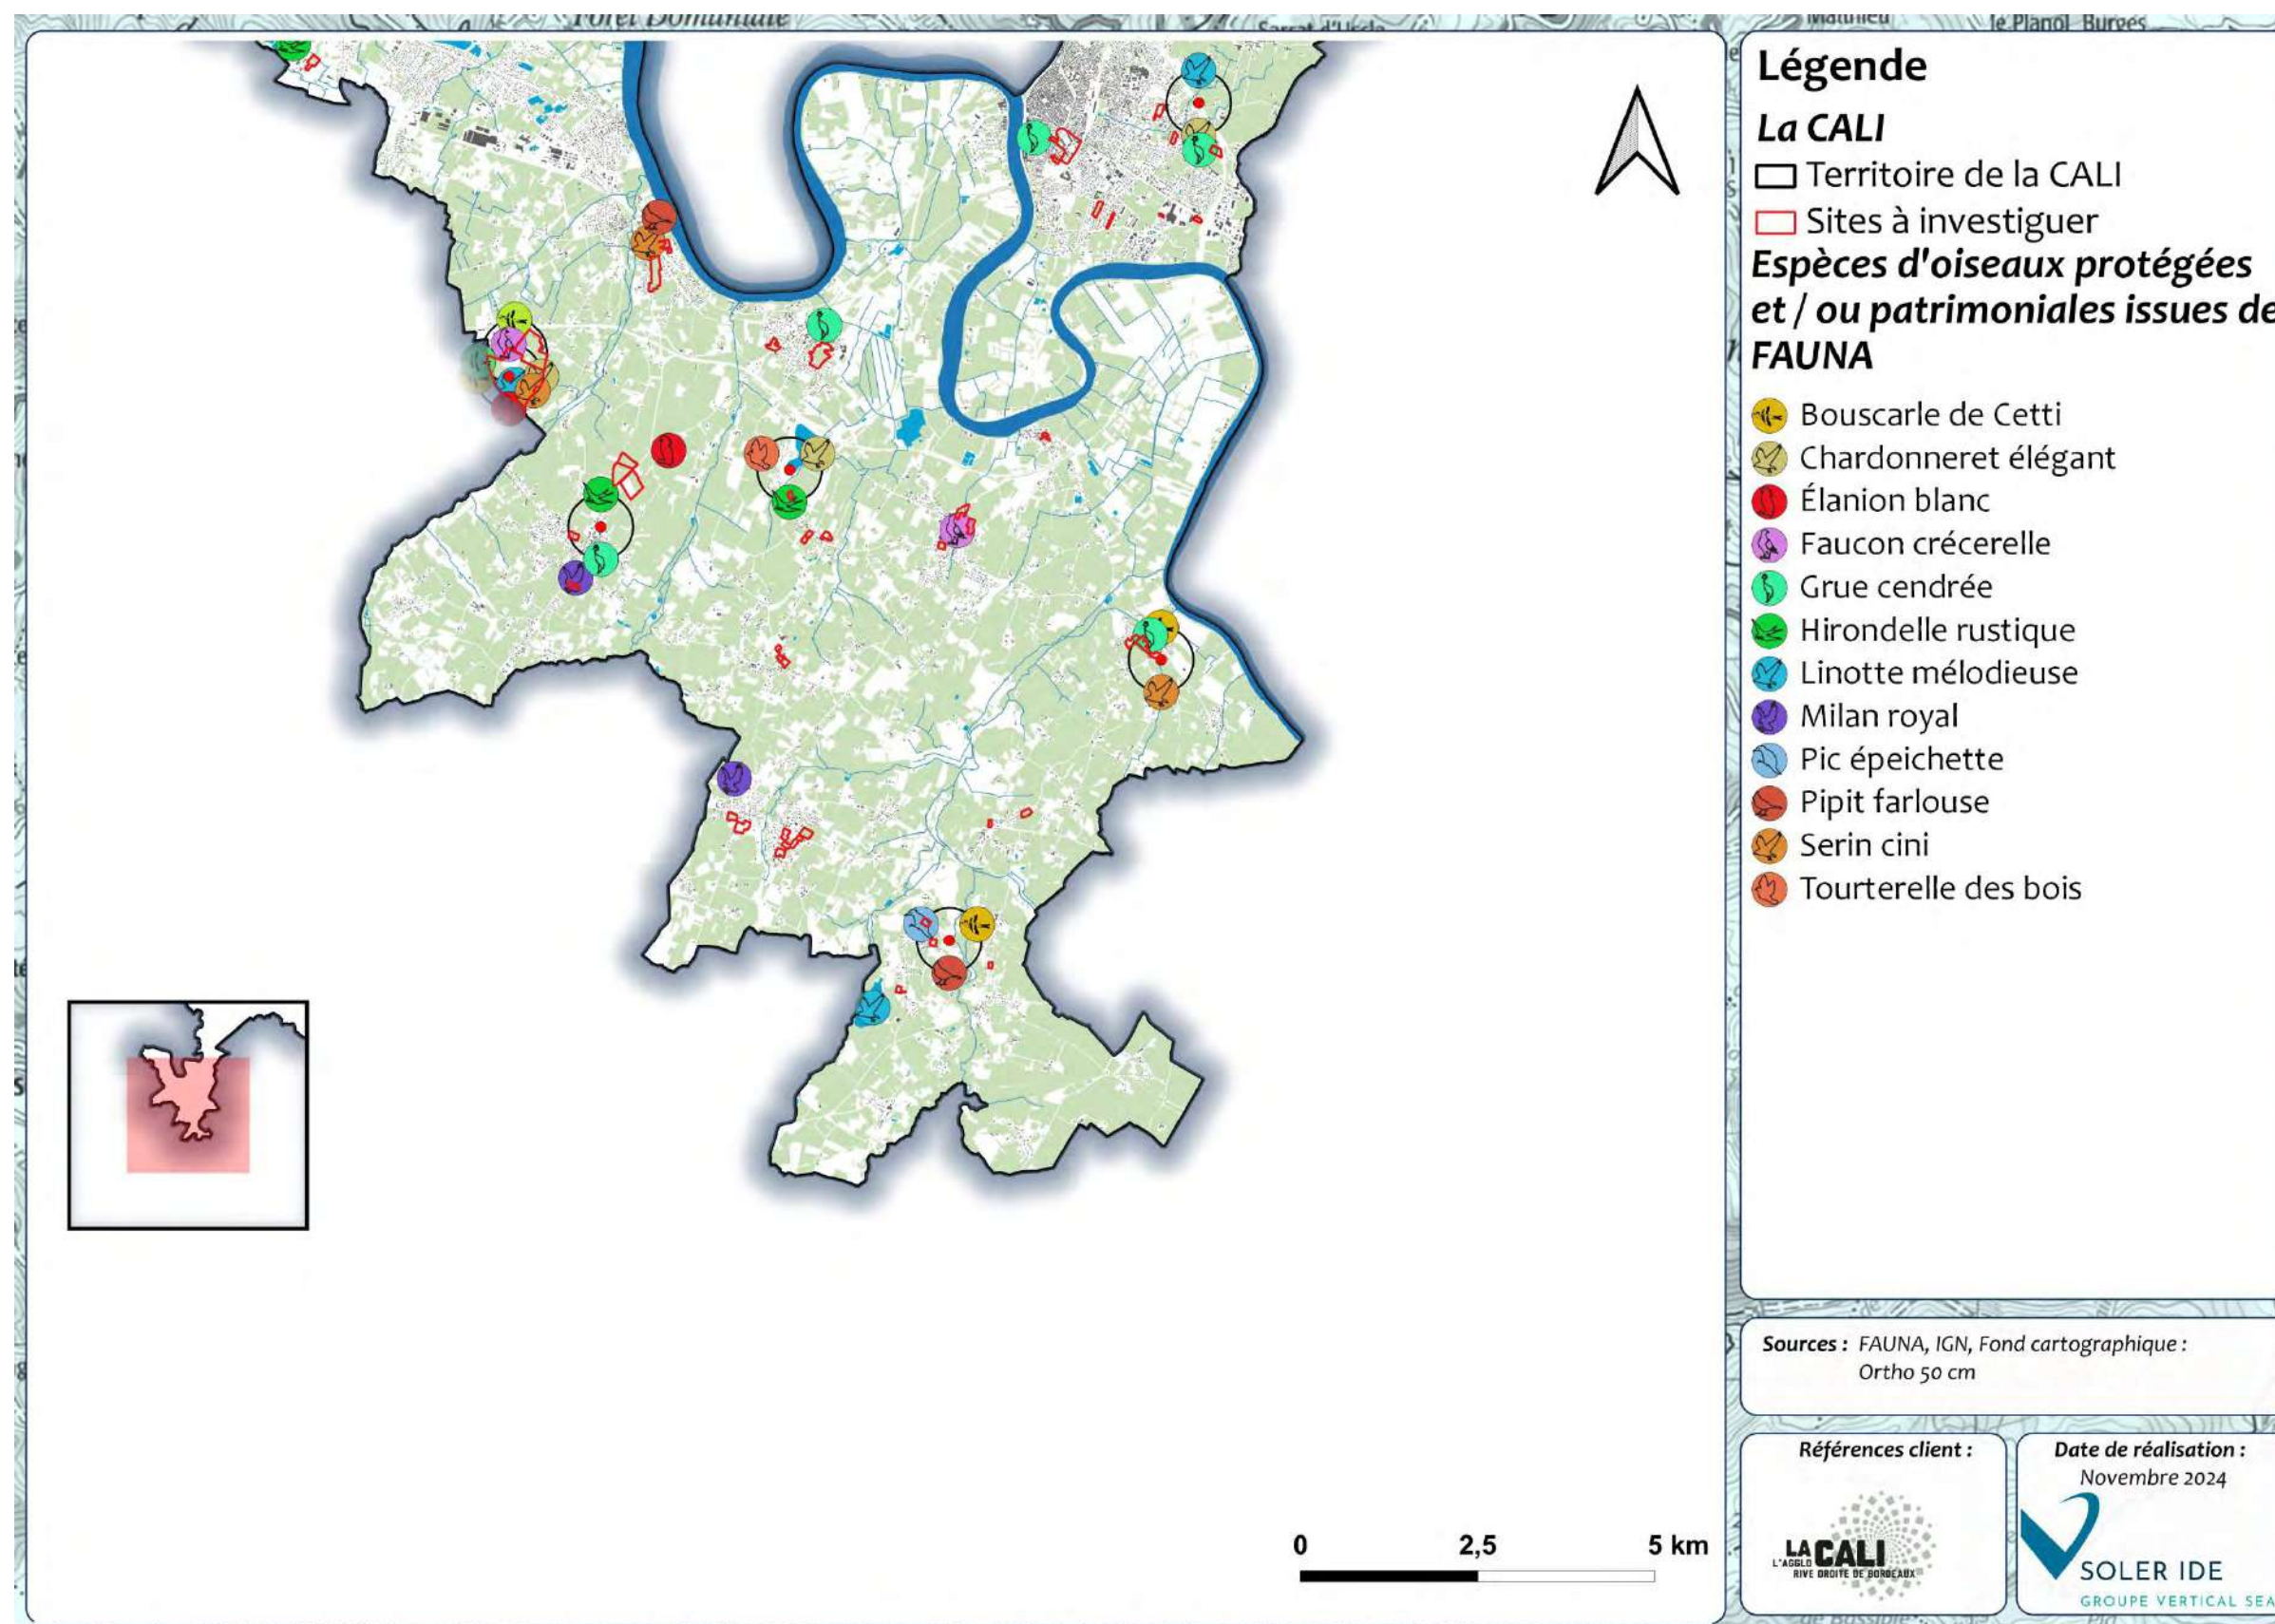 Forêt Domaniale
Légende
La CALI
Territoire de la CALI
Sites à investiguer
Espèces d'oiseaux protégées
et / ou patrimoniales issues de
FAUNA
Bouscarle de Cetti
Chardonneret élégant
Élanion blanc
Faucon crécerelle
Grue cendrée
Hirondelle rustique
Linotte mélodieuse
Milan royal
Pic épeichette
Pipit farlouse
Serin cini
Tourterelle des bois
0 2,5 5 km
Sources : FAUNA, IGN, Fond cartographique :
Ortho 50 cm
Références client :
LA CALI
L'AGGLO
RIVE DROITE DE BORDEAUX
Date de réalisation :
Novembre 2024
SOLER IDE
GROUPE VERTICAL SEA